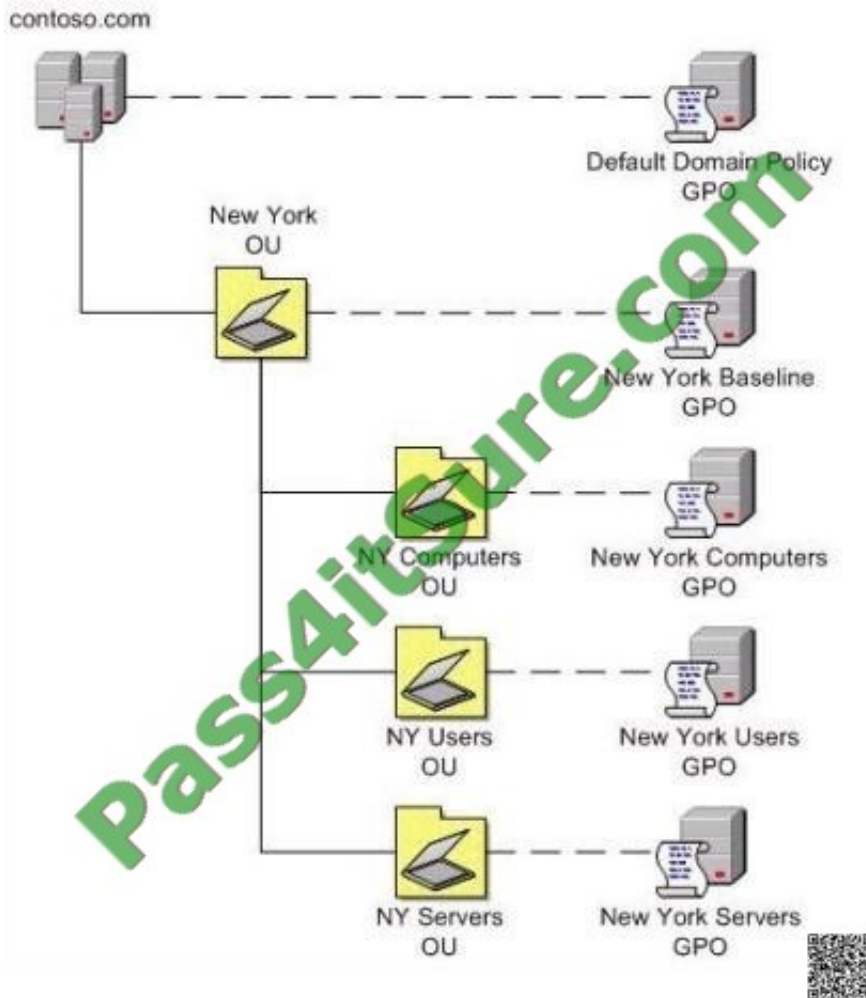 contoso.com
Default Domain Policy
GPO
New York
OU
New York Baseline
GPO
NY Computers
OU
New York Computers
GPO
NY Users
OU
New York Users
GPO
NY Servers
OU
New York Servers
GPO
Pass4itSure.com